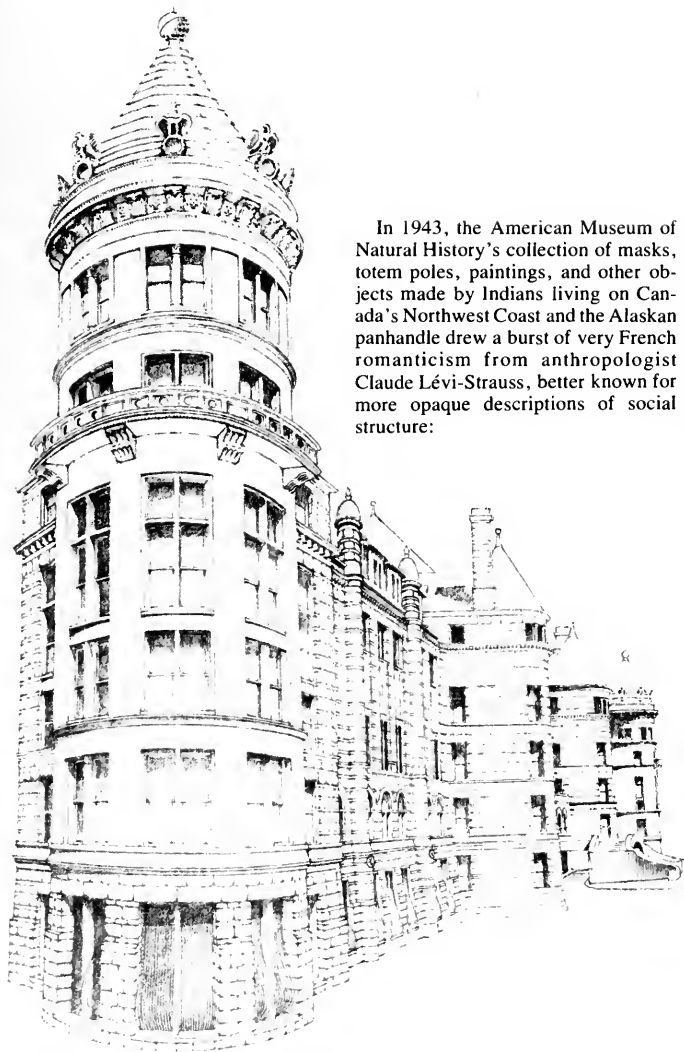 In 1943, the American Museum of
Natural History's collection of masks,
totem poles, paintings, and other ob-
jects made by Indians living on Can-
ada's Northwest Coast and the Alaskan
panhandle drew a burst of very French
romanticism from anthropologist
Claude Lévi-Strauss, better known for
more opaque descriptions of social
structure: